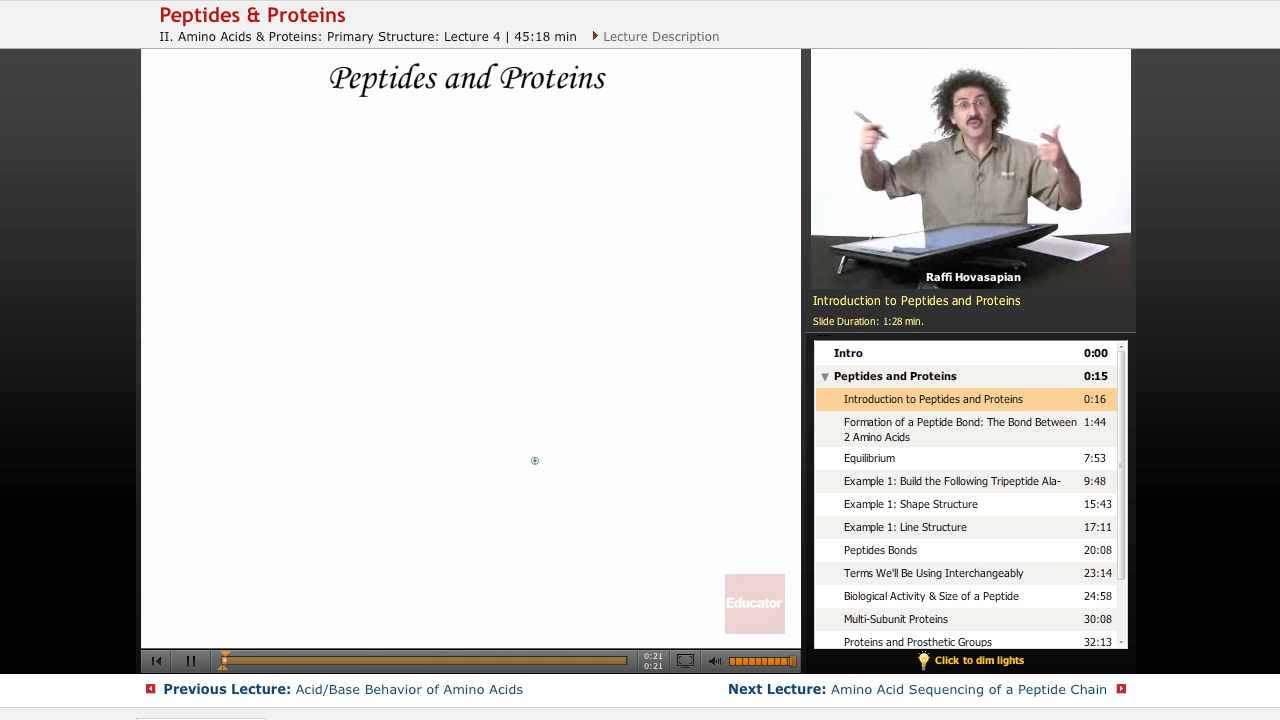 Peptides & Proteins
II. Amino Acids & Proteins: Primary Structure: Lecture 4 | 45:18 min Lecture Description
Peptides and Proteins
Educator
Raffi Hovasapian
Introduction to Peptides and Proteins
Slide Duration: 1:28 min.
Intro 0:00
Peptides and Proteins 0:15
Introduction to Peptides and Proteins 0:16
Formation of a Peptide Bond: The Bond Between 1:44
2 Amino Acids
Equilibrium 7:53
Example 1: Build the Following Tripeptide Ala- 9:48
Example 1: Shape Structure 15:43
Example 1: Line Structure 17:11
Peptides Bonds 20:08
Terms We'll Be Using Interchangeably 23:14
Biological Activity & Size of a Peptide 24:58
Multi-Subunit Proteins 30:08
Proteins and Prosthetic Groups 32:13
0:21
0:21
Click to dim lights
Previous Lecture: Acid/Base Behavior of Amino Acids
Next Lecture: Amino Acid Sequencing of a Peptide Chain